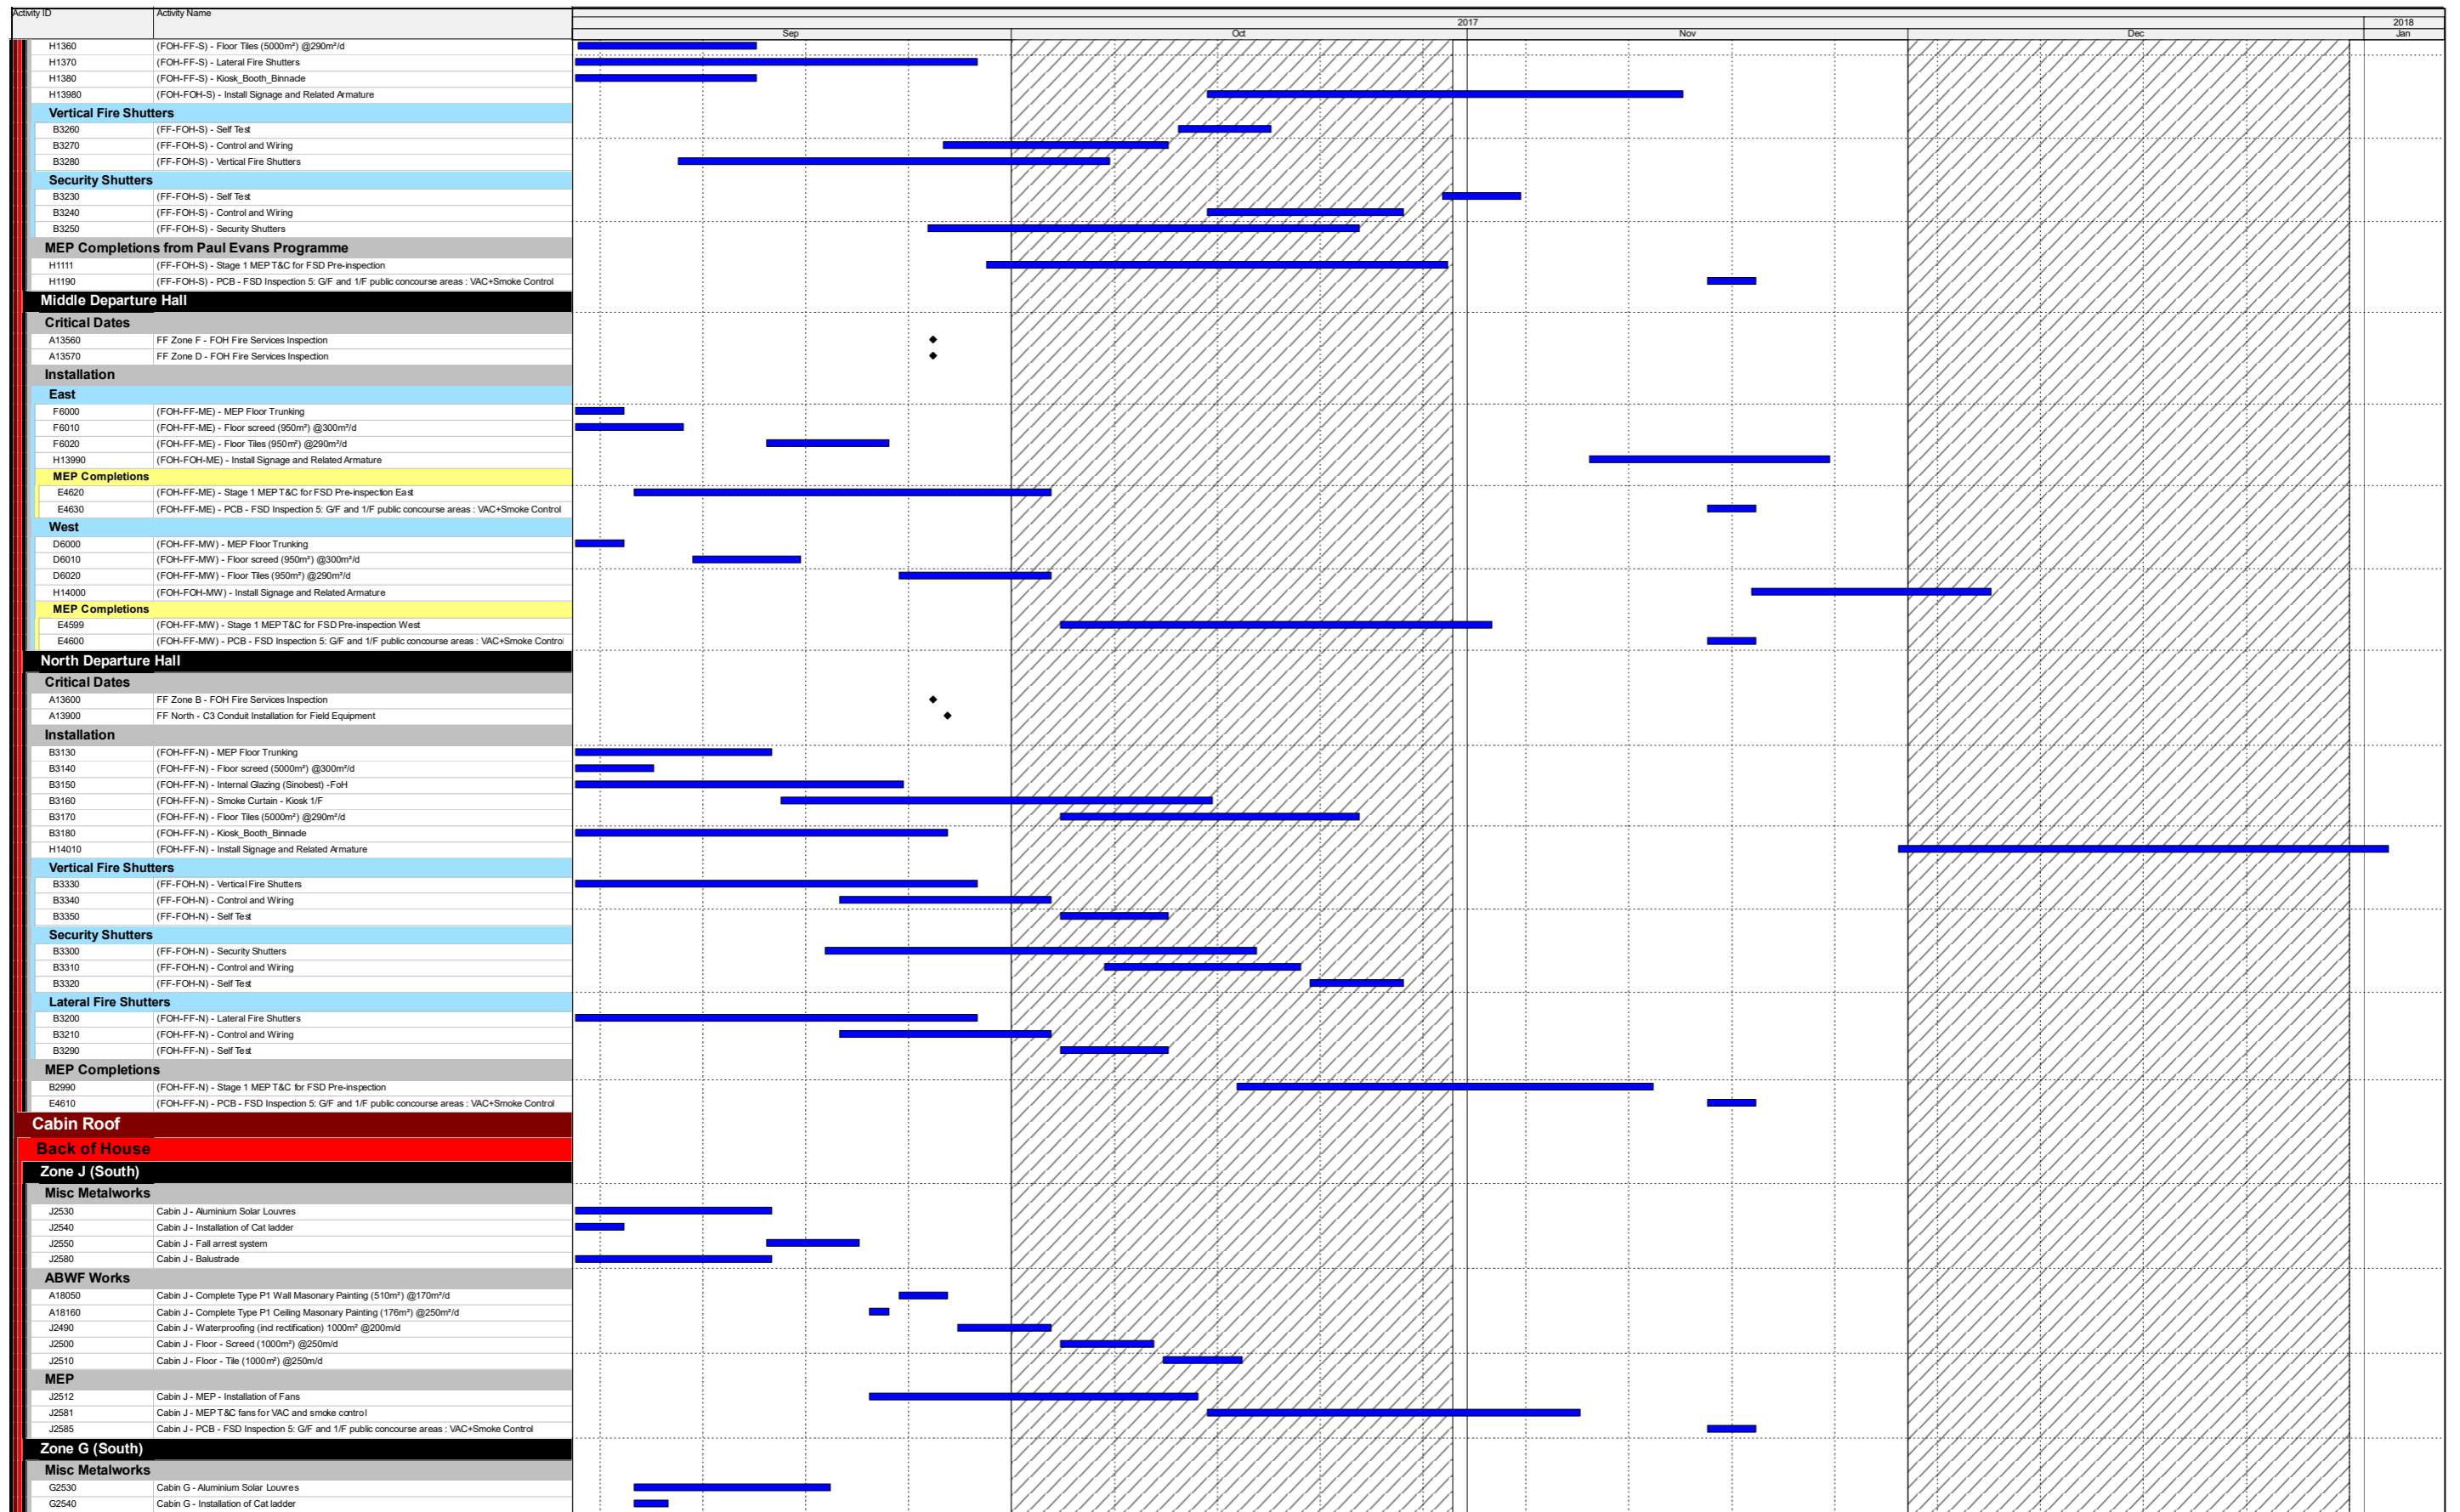 Activity ID Activity Name
2017 2018
Sep Oct Nov Dec Jan
H1360 (FOH-FF-S) - Floor Tiles (5000m²) @290m²/d
H1370 (FOH-FF-S) - Lateral Fire Shutters
H1380 (FOH-FF-S) - Kiosk_Booth_Binnacle
H13980 (FOH-FOH-S) - Install Signage and Related Armature
Vertical Fire Shutters
B3260 (FF-FOH-S) - Self Test
B3270 (FF-FOH-S) - Control and Wiring
B3280 (FF-FOH-S) - Vertical Fire Shutters
Security Shutters
B3230 (FF-FOH-S) - Self Test
B3240 (FF-FOH-S) - Control and Wiring
B3250 (FF-FOH-S) - Security Shutters
MEP Completions from Paul Evans Programme
H1111 (FF-FOH-S) - Stage 1 MEP T&C for FSD Pre-inspection
H1190 (FF-FOH-S) - PCB - FSD Inspection 5: G/F and 1/F public concourse areas : VAC+Smoke Control
Middle Departure Hall
Critical Dates
A13560 FF Zone F - FOH Fire Services Inspection
A13570 FF Zone D - FOH Fire Services Inspection
Installation
East
F6000 (FOH-FF-ME) - MEP Floor Trunking
F6010 (FOH-FF-ME) - Floor screed (950m²) @300m²/d
F6020 (FOH-FF-ME) - Floor Tiles (950m²) @290m²/d
H13990 (FOH-FOH-ME) - Install Signage and Related Armature
MEP Completions
E4620 (FOH-FF-ME) - Stage 1 MEP T&C for FSD Pre-inspection East
E4630 (FOH-FF-ME) - PCB - FSD Inspection 5: G/F and 1/F public concourse areas : VAC+Smoke Control
West
D6000 (FOH-FF-MW) - MEP Floor Trunking
D6010 (FOH-FF-MW) - Floor screed (950m²) @300m²/d
D6020 (FOH-FF-MW) - Floor Tiles (950m²) @290m²/d
H14000 (FOH-FOH-MW) - Install Signage and Related Armature
MEP Completions
E4599 (FOH-FF-MW) - Stage 1 MEP T&C for FSD Pre-inspection West
E4600 (FOH-FF-MW) - PCB - FSD Inspection 5: G/F and 1/F public concourse areas : VAC+Smoke Control
North Departure Hall
Critical Dates
A13600 FF Zone B - FOH Fire Services Inspection
A13900 FF North - C3 Conduit Installation for Field Equipment
Installation
B3130 (FOH-FF-N) - MEP Floor Trunking
B3140 (FOH-FF-N) - Floor screed (5000m²) @300m²/d
B3150 (FOH-FF-N) - Internal Glazing (Sinobest) -FoH
B3160 (FOH-FF-N) - Smoke Curtain - Kiosk 1/F
B3170 (FOH-FF-N) - Floor Tiles (5000m²) @290m²/d
B3180 (FOH-FF-N) - Kiosk_Booth_Binnacle
H14010 (FOH-FF-N) - Install Signage and Related Armature
Vertical Fire Shutters
B3330 (FF-FOH-N) - Vertical Fire Shutters
B3340 (FF-FOH-N) - Control and Wiring
B3350 (FF-FOH-N) - Self Test
Security Shutters
B3300 (FF-FOH-N) - Security Shutters
B3310 (FF-FOH-N) - Control and Wiring
B3320 (FF-FOH-N) - Self Test
Lateral Fire Shutters
B3200 (FOH-FF-N) - Lateral Fire Shutters
B3210 (FOH-FF-N) - Control and Wiring
B3290 (FOH-FF-N) - Self Test
MEP Completions
B2990 (FOH-FF-N) - Stage 1 MEP T&C for FSD Pre-inspection
E4610 (FOH-FF-N) - PCB - FSD Inspection 5: G/F and 1/F public concourse areas : VAC+Smoke Control
Cabin Roof
Back of House
Zone J (South)
Misc Metalworks
J2530 Cabin J - Aluminium Solar Louvres
J2540 Cabin J - Installation of Cat ladder
J2550 Cabin J - Fall arrest system
J2580 Cabin J - Balustrade
ABWF Works
A18050 Cabin J - Complete Type P1 Wall Masonary Painting (510m²) @170m²/d
A18160 Cabin J - Complete Type P1 Ceiling Masonary Painting (176m²) @250m²/d
J2490 Cabin J - Waterproofing (incl rectification) 1000m² @200m/d
J2500 Cabin J - Floor - Screed (1000m²) @250m/d
J2510 Cabin J - Floor - Tile (1000m²) @250m/d
MEP
J2512 Cabin J - MEP - Installation of Fans
J2581 Cabin J - MEP T&C fans for VAC and smoke control
J2585 Cabin J - PCB - FSD Inspection 5: G/F and 1/F public concourse areas : VAC+Smoke Control
Zone G (South)
Misc Metalworks
G2530 Cabin G - Aluminium Solar Louvres
G2540 Cabin G - Installation of Cat ladder